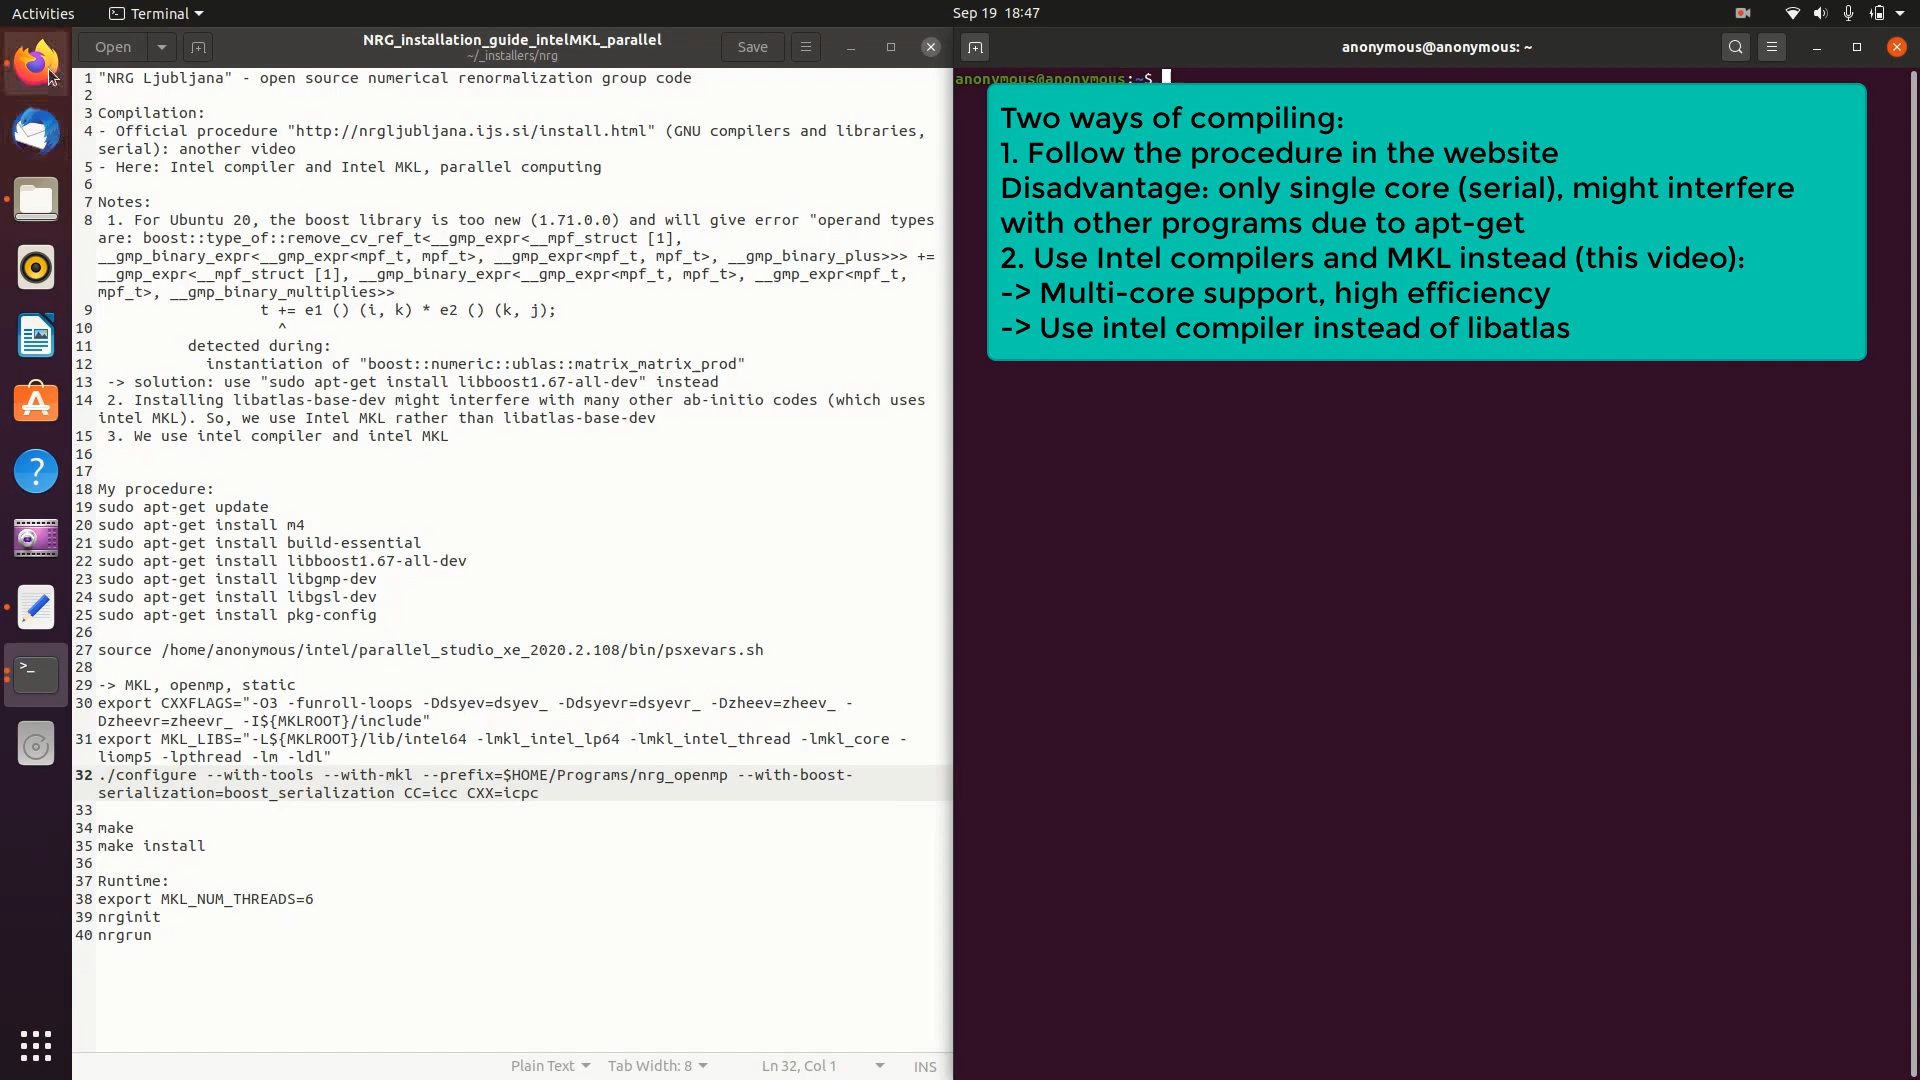 Activities
Terminal
Sep 19 18:47
Open
NRG_installation_guide_intelMKL_parallel
~/_installers/nrg
Save
1 "NRG Ljubljana" - open source numerical renormalization group code
2
3 Compilation:
4 - Official procedure "http://nrgljubljana.ijs.si/install.html" (GNU compilers and libraries,
serial): another video
5 - Here: Intel compiler and Intel MKL, parallel computing
6
7 Notes:
8 1. For Ubuntu 20, the boost library is too new (1.71.0.0) and will give error "operand types
are: boost::type_of::remove_cv_ref_t<__gmp_expr<__mpf_struct [1],
__gmp_binary_expr<__gmp_expr<mpf_t, mpf_t>, __gmp_expr<mpf_t, mpf_t>, __gmp_binary_plus>>> +=
__gmp_expr<__mpf_struct [1], __gmp_binary_expr<__gmp_expr<mpf_t, mpf_t>, __gmp_expr<mpf_t,
mpf_t>, __gmp_binary_multiplies>>
9 t += e1 () (i, k) * e2 () (k, j);
10 ^
11 detected during:
12 instantiation of "boost::numeric::ublas::matrix_matrix_prod"
13 -> solution: use "sudo apt-get install libboost1.67-all-dev" instead
14 2. Installing libatlas-base-dev might interfere with many other ab-initio codes (which uses
intel MKL). So, we use Intel MKL rather than libatlas-base-dev
15 3. We use intel compiler and intel MKL
16
17
18 My procedure:
19 sudo apt-get update
20 sudo apt-get install m4
21 sudo apt-get install build-essential
22 sudo apt-get install libboost1.67-all-dev
23 sudo apt-get install libgmp-dev
24 sudo apt-get install libgsl-dev
25 sudo apt-get install pkg-config
26
27 source /home/anonymous/intel/parallel_studio_xe_2020.2.108/bin/psxevars.sh
28
29 -> MKL, openmp, static
30 export CXXFLAGS="-O3 -funroll-loops -Ddsyev=dsyev_ -Ddsyevr=dsyevr_ -Dzheev=zheev_ -
Dzheevr=zheevr_ -I${MKLROOT}/include"
31 export MKL_LIBS="-L${MKLROOT}/lib/intel64 -lmkl_intel_lp64 -lmkl_intel_thread -lmkl_core -
liomp5 -lpthread -lm -ldl"
32 ./configure --with-tools --with-mkl --prefix=$HOME/Programs/nrg_openmp --with-boost-
serialization=boost_serialization CC=icc CXX=icpc
33
34 make
35 make install
36
37 Runtime:
38 export MKL_NUM_THREADS=6
39 nrginit
40 nrgrun
Plain Text
Tab Width: 8
Ln 32, Col 1
INS
anonymous@anonymous: ~
anonymous@anonymous:~$
Two ways of compiling:
1. Follow the procedure in the website
Disadvantage: only single core (serial), might interfere
with other programs due to apt-get
2. Use Intel compilers and MKL instead (this video):
-> Multi-core support, high efficiency
-> Use intel compiler instead of libatlas